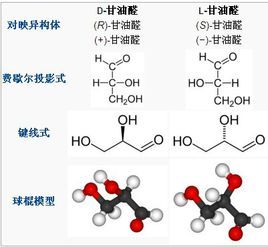 D-甘油醛 L-甘油醛
对映异构体 (R)-甘油醛 (S)-甘油醛
(+)-甘油醛 (−)-甘油醛
H O H O
C C
费歇尔投影式 H OH HO H
CH₂OH CH₂OH
键线式 HO OH O HO OH O
球棍模型